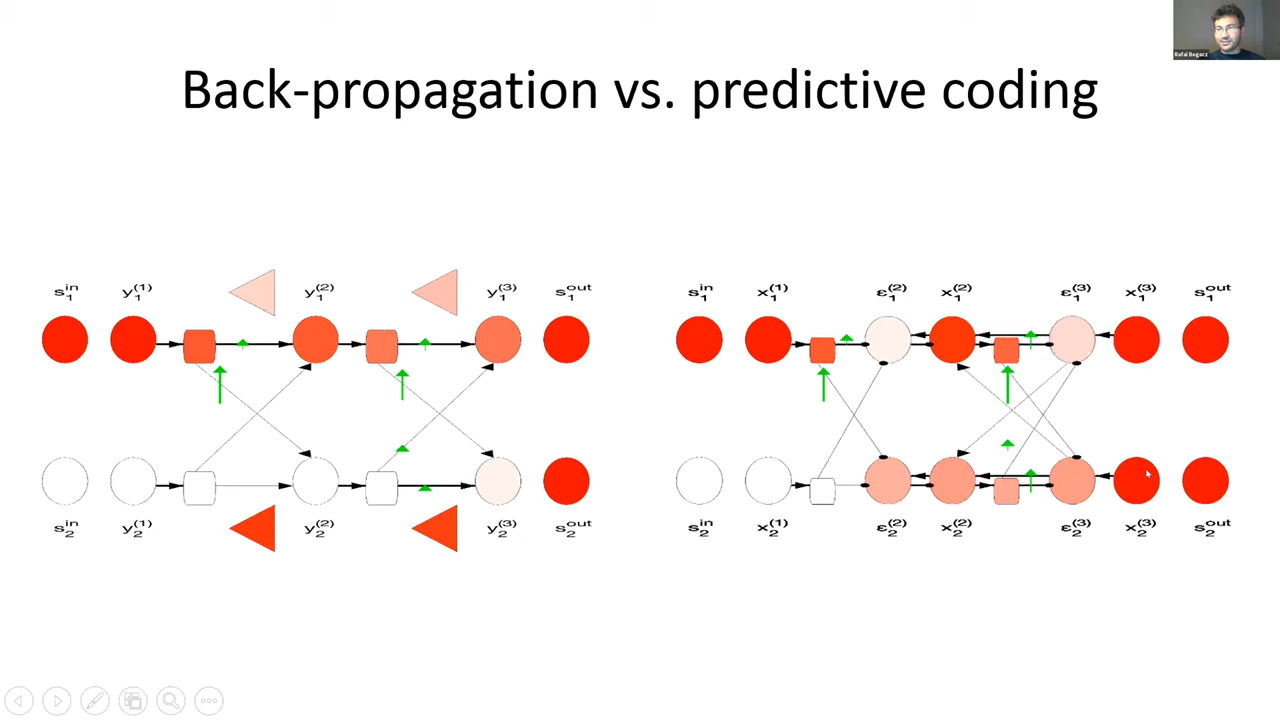 Rafal Bogacz
Back-propagation vs. predictive coding
s₁ⁱⁿ y₁⁽¹⁾ y₁⁽²⁾ y₁⁽³⁾ s₁ᵒᵘᵗ
s₂ⁱⁿ y₂⁽¹⁾ y₂⁽²⁾ y₂⁽³⁾ s₂ᵒᵘᵗ
s₁ⁱⁿ x₁⁽¹⁾ ε₁⁽²⁾ x₁⁽²⁾ ε₁⁽³⁾ x₁⁽³⁾ s₁ᵒᵘᵗ
s₂ⁱⁿ x₂⁽¹⁾ ε₂⁽²⁾ x₂⁽²⁾ ε₂⁽³⁾ x₂⁽³⁾ s₂ᵒᵘᵗ